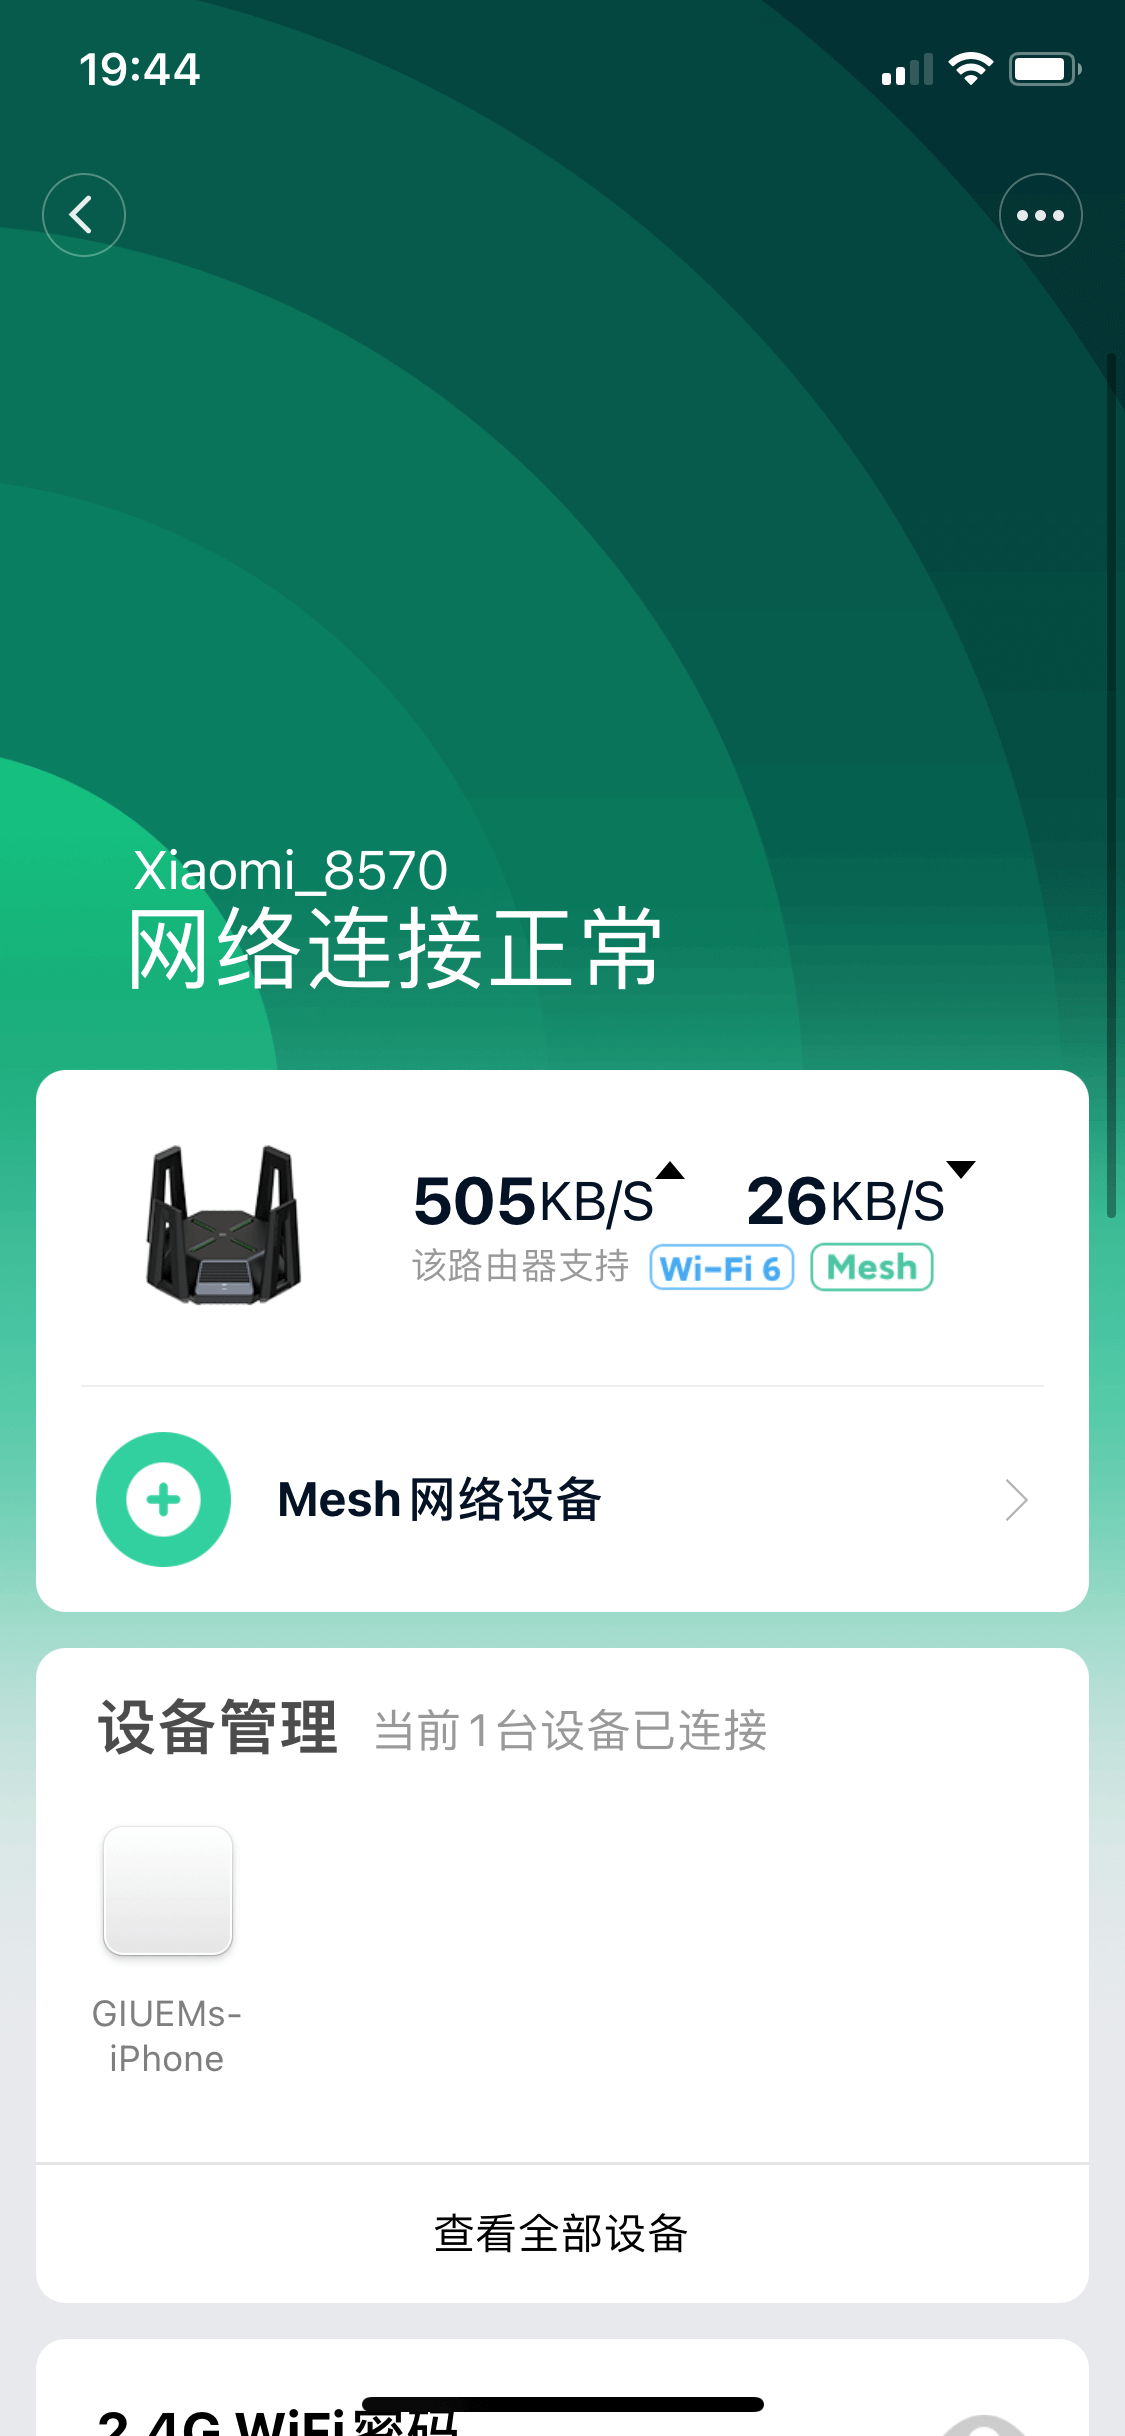 19:44
Xiaomi_8570
网络连接正常
505KB/S 26KB/S
该路由器支持 Wi-Fi 6 Mesh
Mesh网络设备
设备管理 当前1台设备已连接
GIUEMs-
iPhone
查看全部设备
2.4G WiFi密码